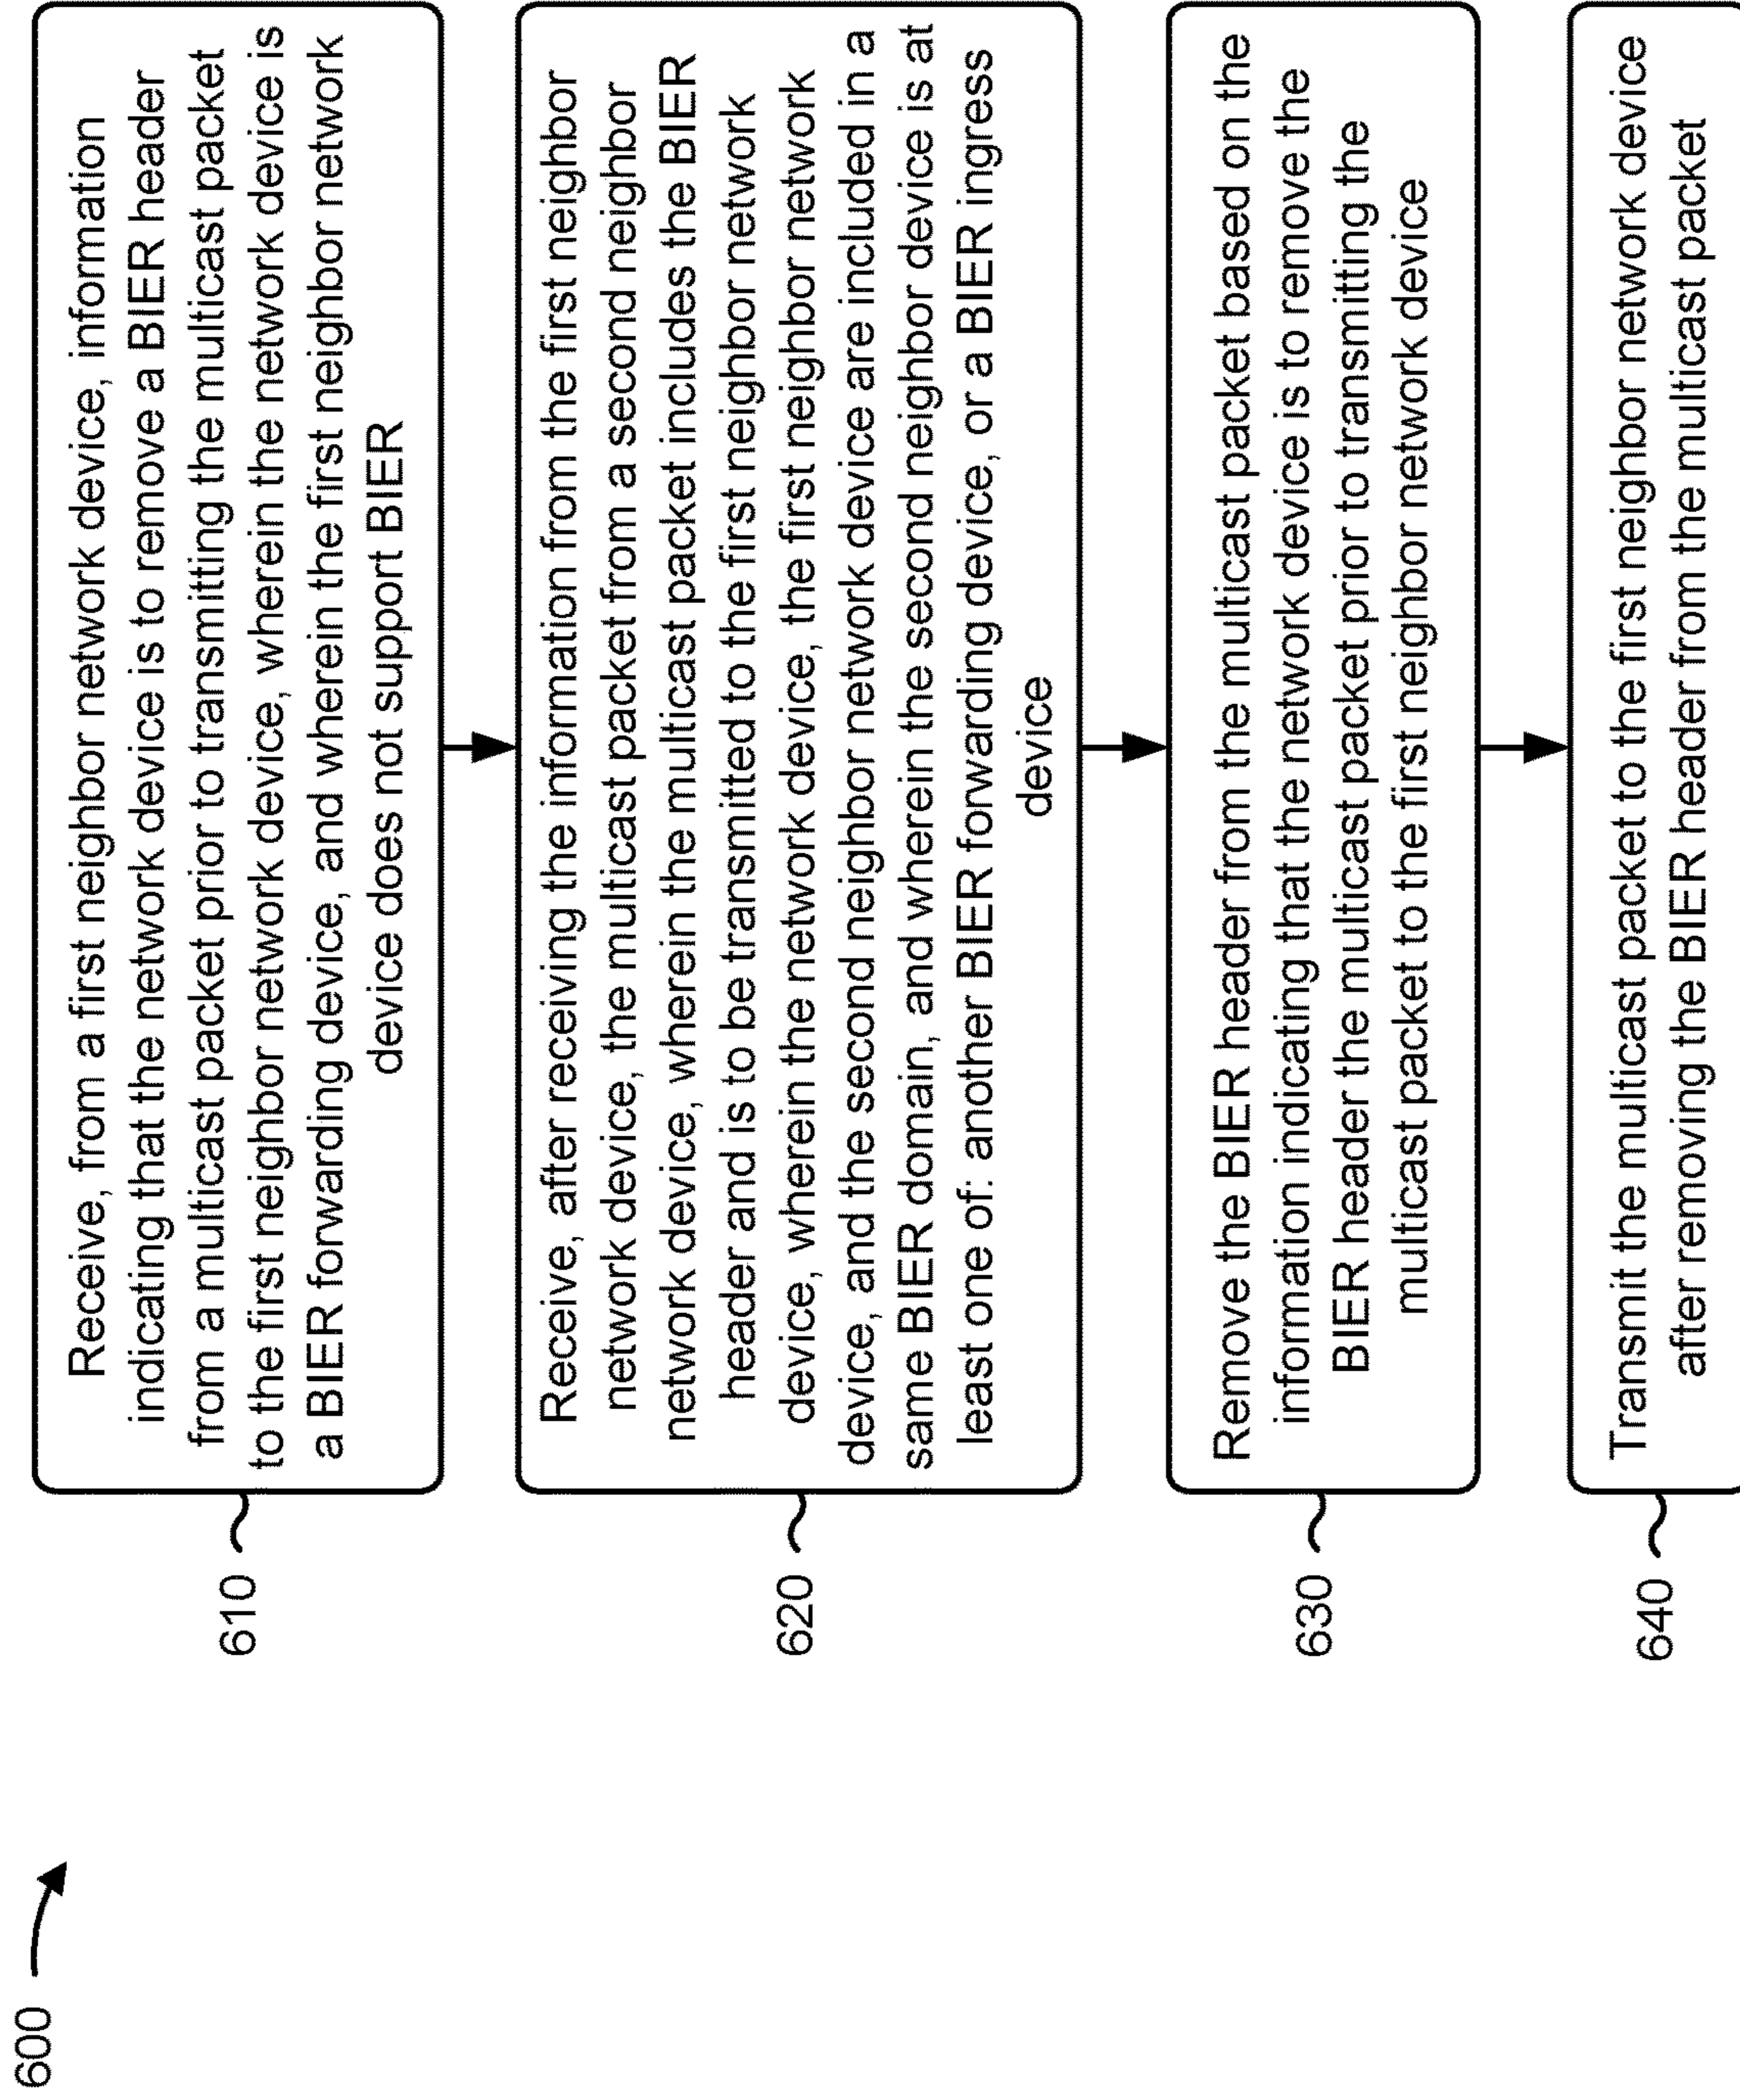 600
610
Receive, from a first neighbor network device, information
indicating that the network device is to remove a BIER header
from a multicast packet prior to transmitting the multicast packet
to the first neighbor network device, wherein the network device is
a BIER forwarding device, and wherein the first neighbor network
device does not support BIER
620
Receive, after receiving the information from the first neighbor
network device, the multicast packet from a second neighbor
network device, wherein the multicast packet includes the BIER
header and is to be transmitted to the first neighbor network
device, wherein the network device, the first neighbor network
device, and the second neighbor network device are included in a
same BIER domain, and wherein the second neighbor device is at
least one of: another BIER forwarding device, or a BIER ingress
device
630
Remove the BIER header from the multicast packet based on the
information indicating that the network device is to remove the
BIER header the multicast packet prior to transmitting the
multicast packet to the first neighbor network device
640
Transmit the multicast packet to the first neighbor network device
after removing the BIER header from the multicast packet